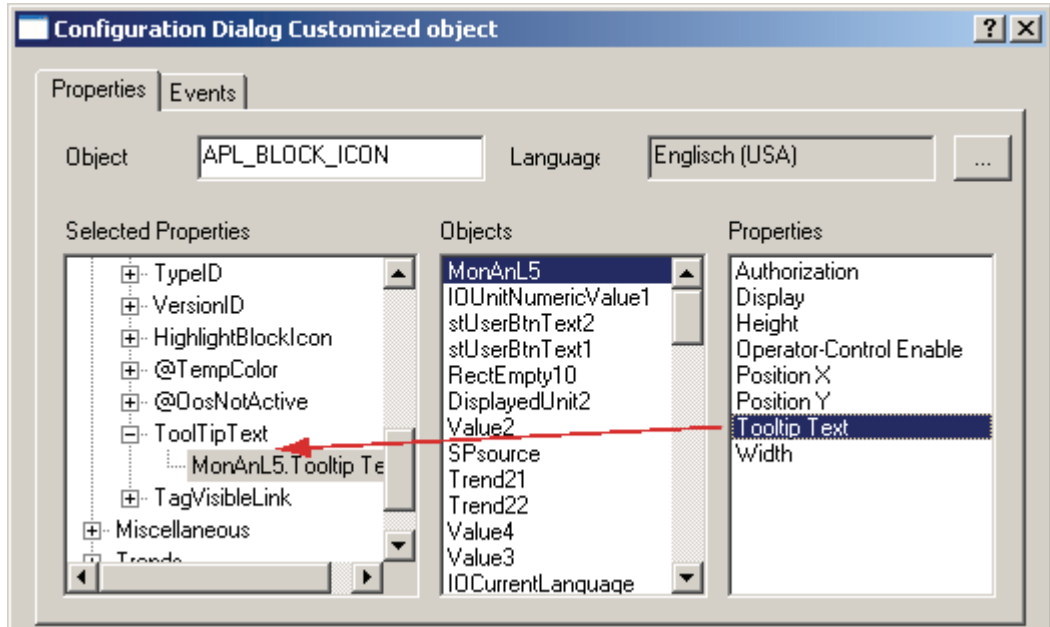 Configuration Dialog Customized object
Properties
Events
Object
APL_BLOCK_ICON
Language
Englisch (USA)
...
Selected Properties
TypeID
VersionID
HighlightBlockIcon
@TempColor
@OosNotActive
ToolTipText
MonAnL5.Tooltip Te
TagVisibleLink
Miscellaneous
Trends
Objects
MonAnL5
IOUnitNumericValue1
stUserBtnText2
stUserBtnText1
RectEmpty10
DisplayedUnit2
Value2
SPsource
Trend21
Trend22
Value4
Value3
IOCurrentLanguage
Properties
Authorization
Display
Height
Operator-Control Enable
Position X
Position Y
Tooltip Text
Width